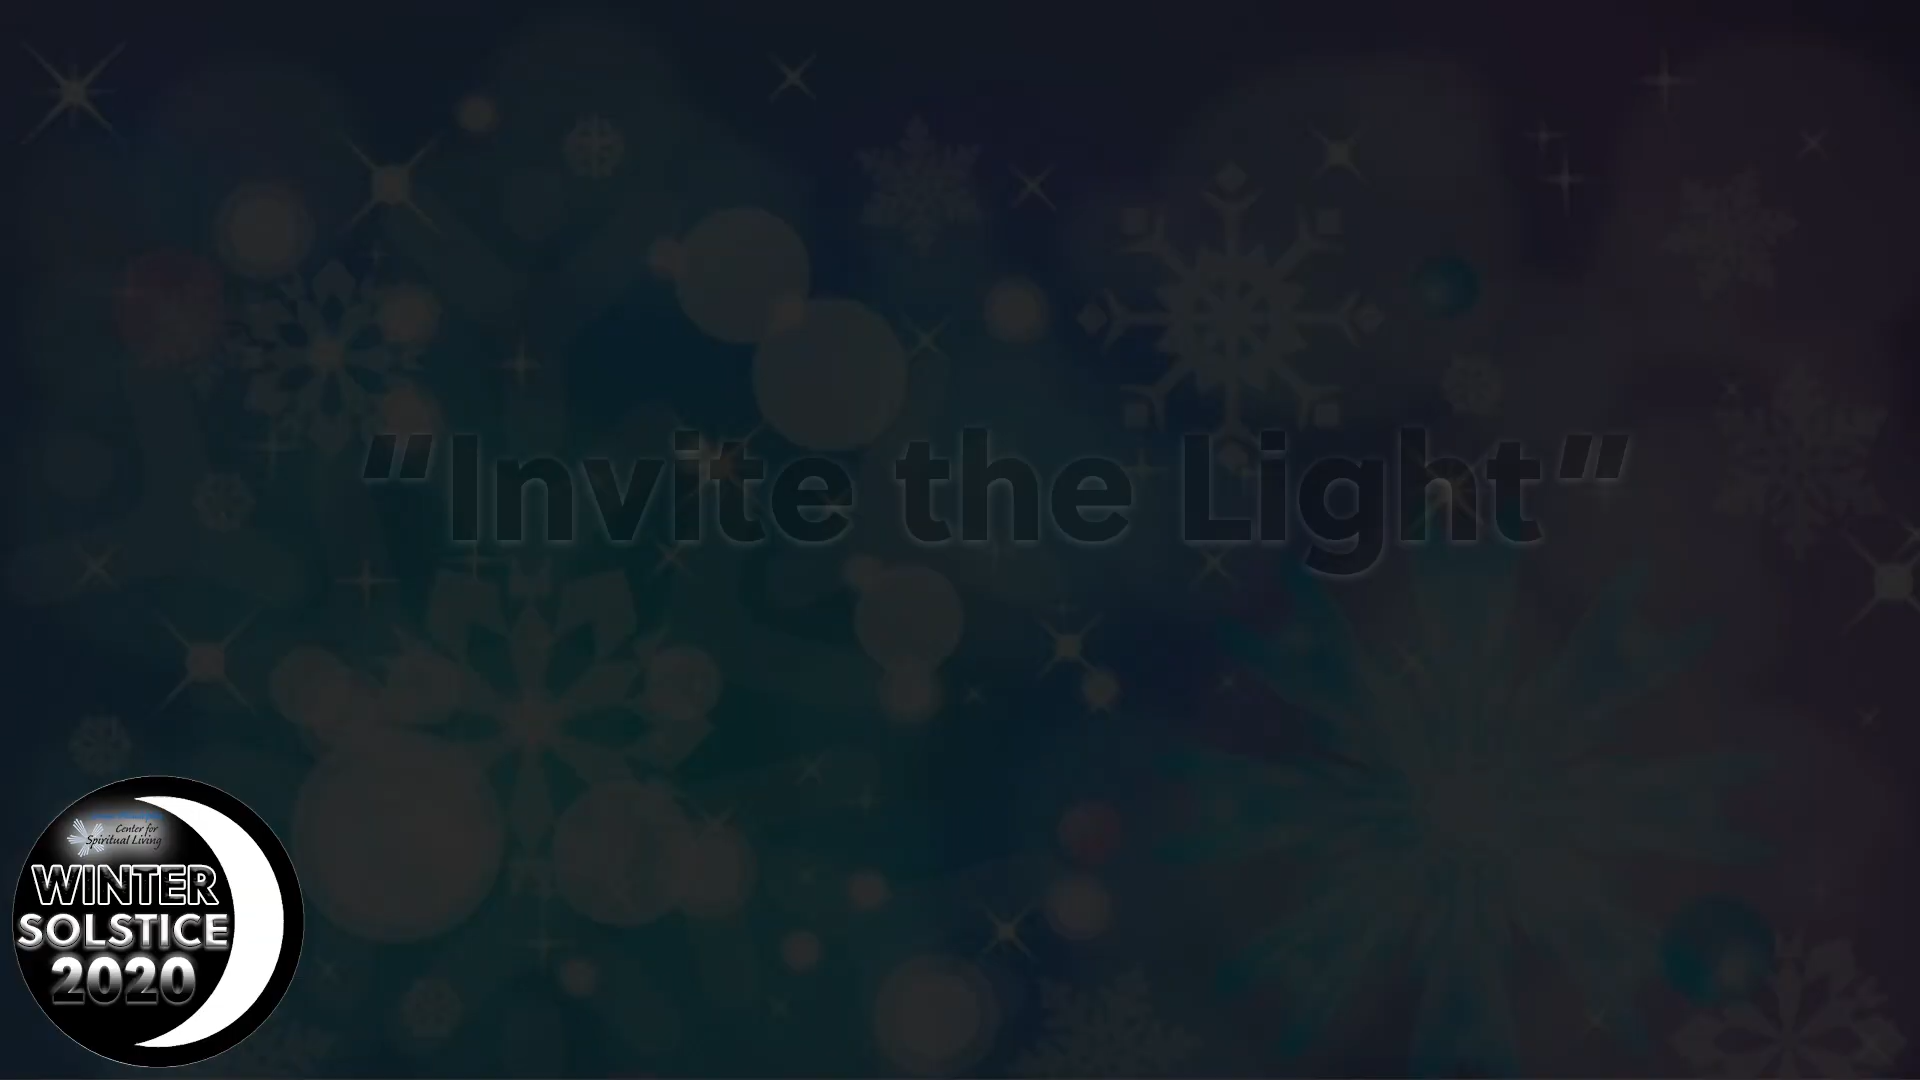 "Invite the Light"
Center for
Spiritual Living
WINTER
SOLSTICE
2020